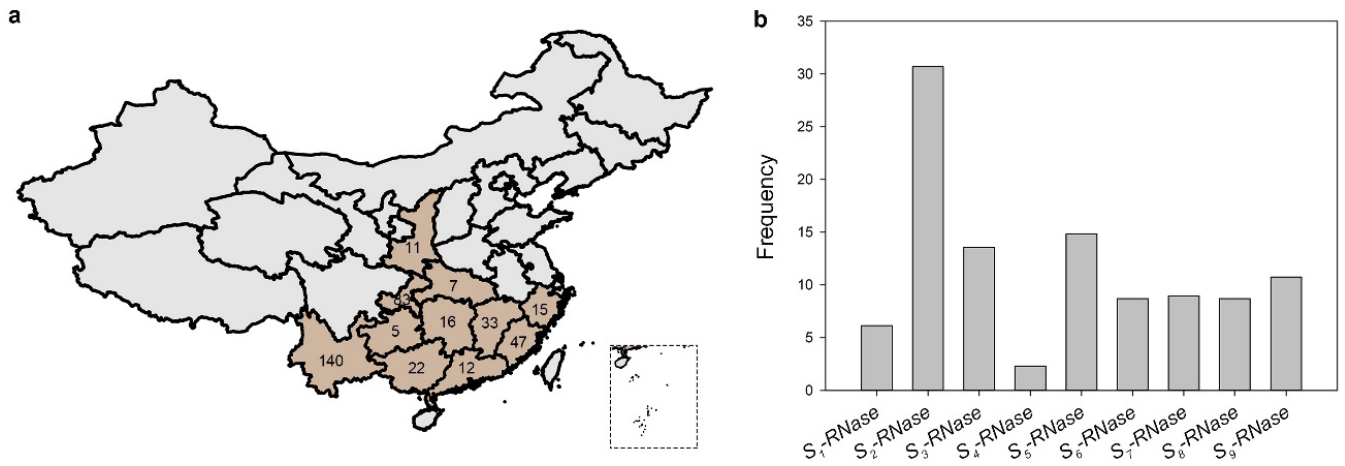 a
11
7
83
15
5
16
33
47
140
22
12
b
35
30
25
20
15
10
5
0
Frequency
S₁-RNase
S₂-RNase
S₃-RNase
S₄-RNase
S₅-RNase
S₆-RNase
S₇-RNase
S₈-RNase
S₉-RNase